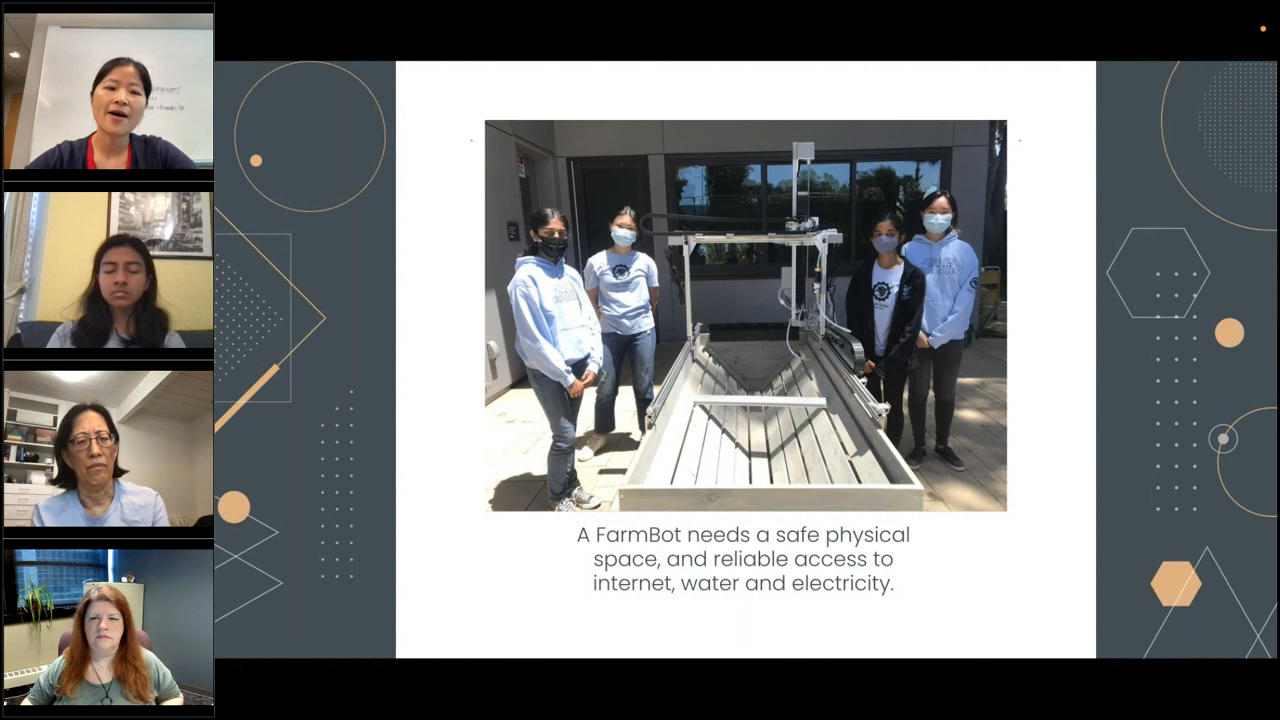 A FarmBot needs a safe physical
space, and reliable access to
internet, water and electricity.